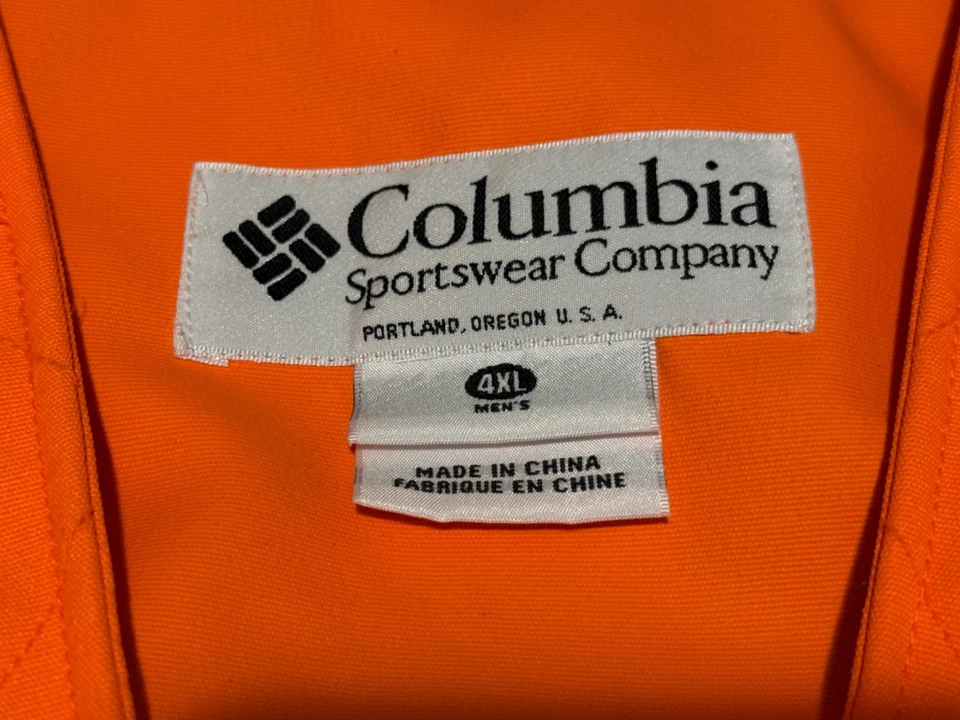 Columbia
Sportswear Company
PORTLAND, OREGON U. S. A.
4XL
MEN'S
MADE IN CHINA
FABRIQUE EN CHINE